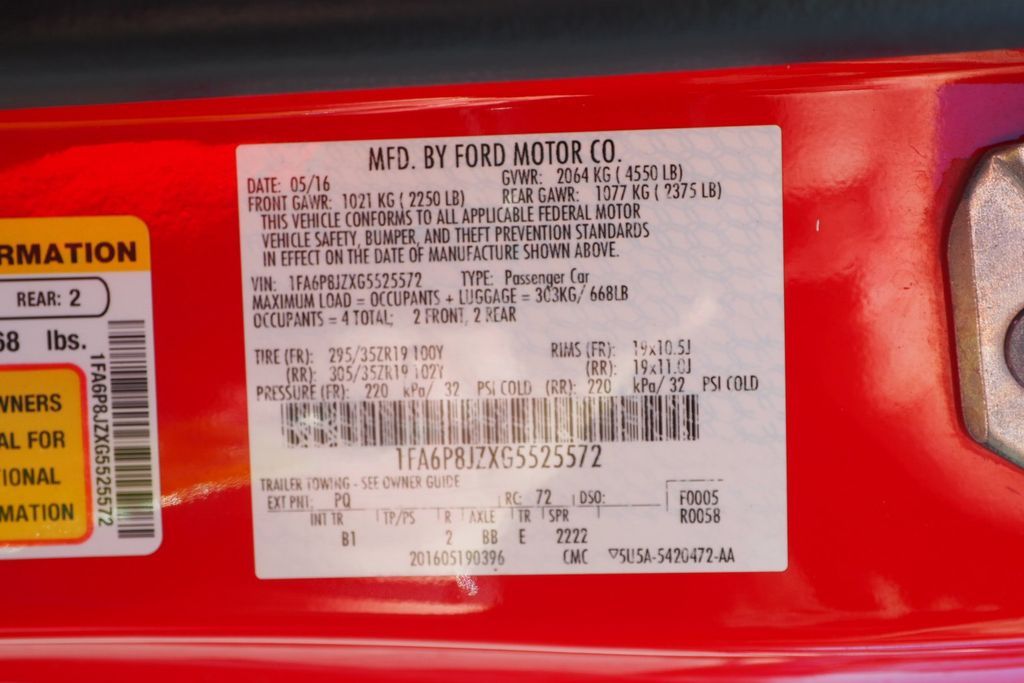 MFD. BY FORD MOTOR CO.
DATE: 05/16 GVWR: 2064 KG ( 4550 LB)
FRONT GAWR: 1021 KG ( 2250 LB) REAR GAWR: 1077 KG ( 2375 LB)
THIS VEHICLE CONFORMS TO ALL APPLICABLE FEDERAL MOTOR
VEHICLE SAFETY, BUMPER, AND THEFT PREVENTION STANDARDS
IN EFFECT ON THE DATE OF MANUFACTURE SHOWN ABOVE.
VIN: 1FA6P8JZXG5525572 TYPE: Passenger Car
MAXIMUM LOAD = OCCUPANTS + LUGGAGE = 303KG/ 668LB
OCCUPANTS = 4 TOTAL; 2 FRONT, 2 REAR
TIRE (FR): 295/35ZR19 100Y RIMS (FR): 19x10.5J
(RR): 305/35ZR19 102Y (RR): 19x11.0J
PRESSURE (FR): 220 kPa/ 32 PSI COLD (RR): 220 kPa/ 32 PSI COLD
1FA6P8JZXG5525572
TRAILER TOWING - SEE OWNER GUIDE
EXT PNT: PQ RC: 72 DSO: F0005
R0058
INT TR TP/PS R AXLE TR SPR
B1 2 BB E 2222
201605190396 CMC ▽5U5A-5420472-AA
RMATION
REAR: 2
68 lbs.
WNERS
AL FOR
TIONAL
MATION
1FA6P8JZXG5525572